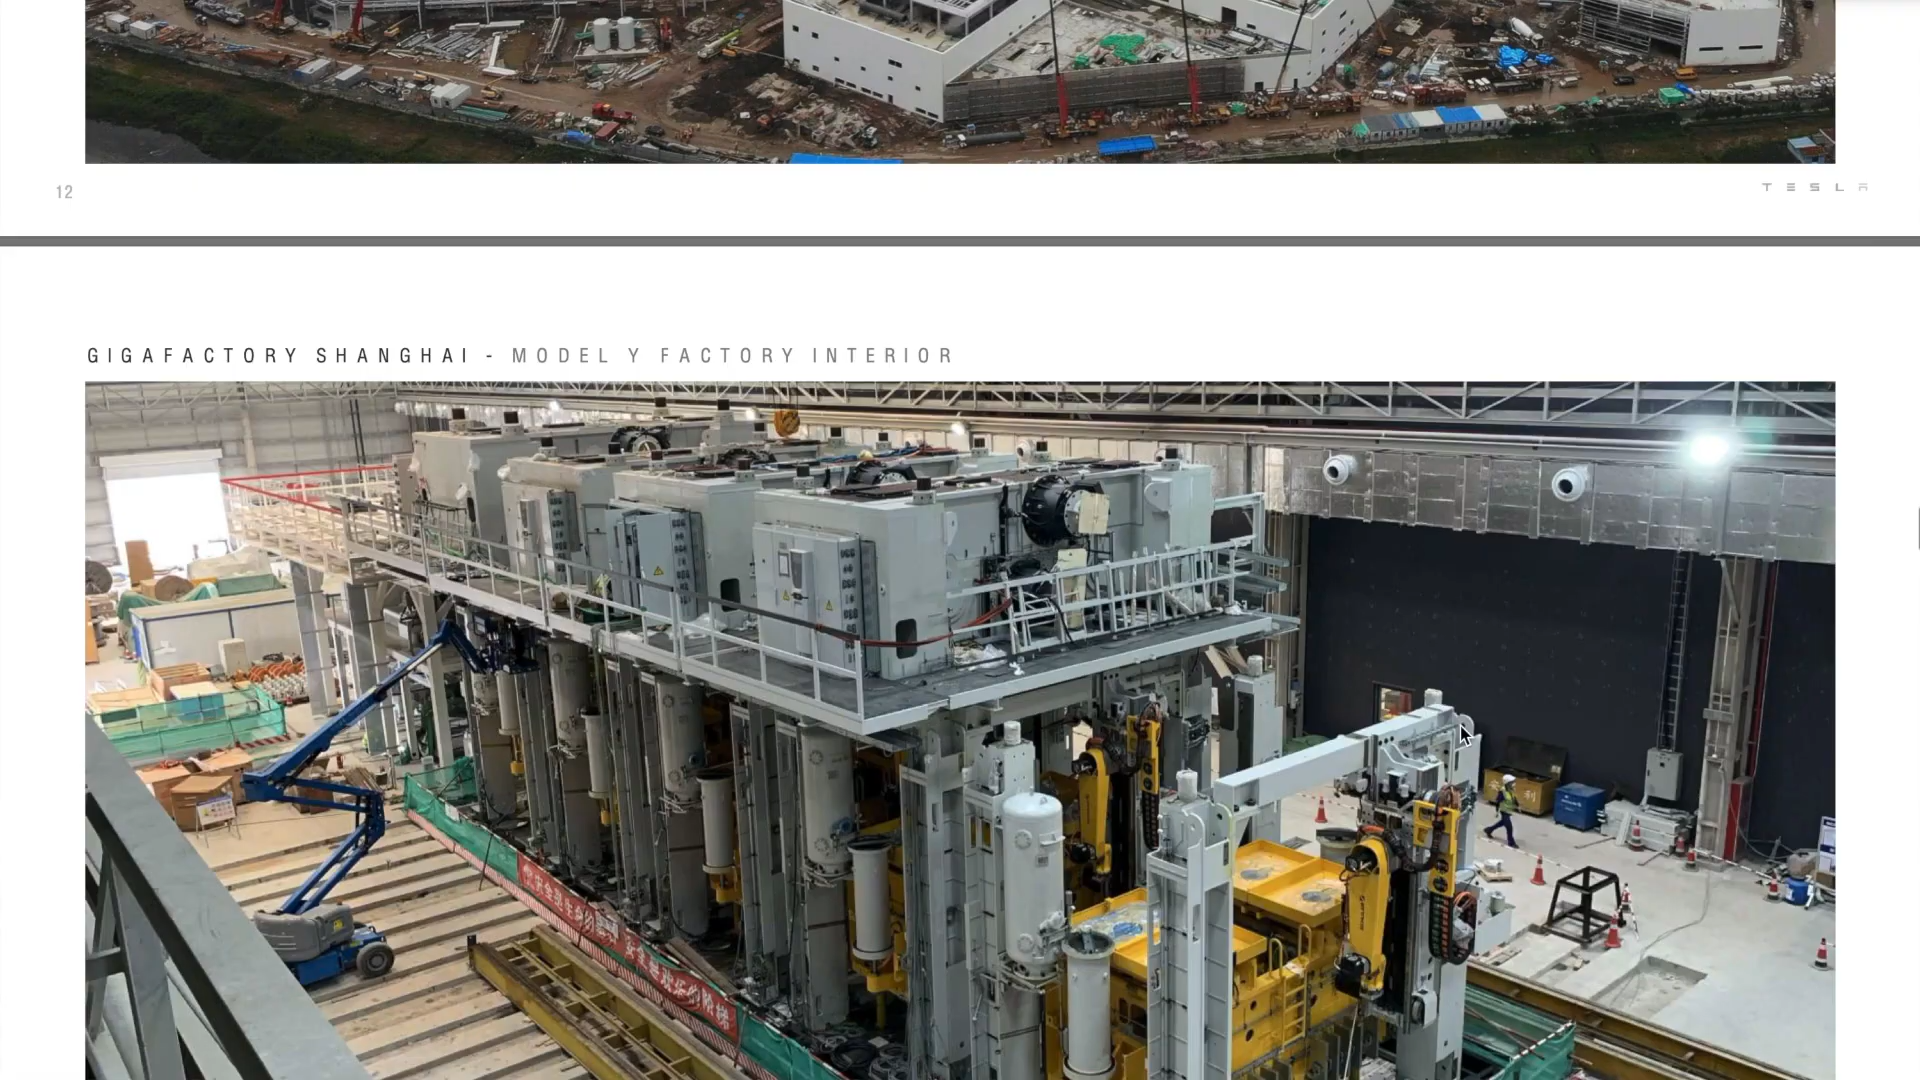 12
TESLA
GIGAFACTORY SHANGHAI - MODEL Y FACTORY INTERIOR